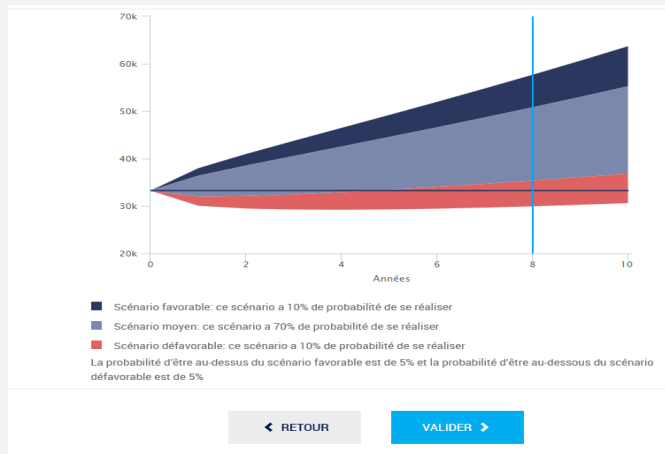 70k
60k
50k
40k
30k
20k
0 2 4 6 8 10
Années
Scénario favorable: ce scénario a 10% de probabilité de se réaliser
Scénario moyen: ce scénario a 70% de probabilité de se réaliser
Scénario défavorable: ce scénario a 10% de probabilité de se réaliser
La probabilité d'être au-dessus du scénario favorable est de 5% et la probabilité d'être au-dessous du scénario
défavorable est de 5%
RETOUR VALIDER